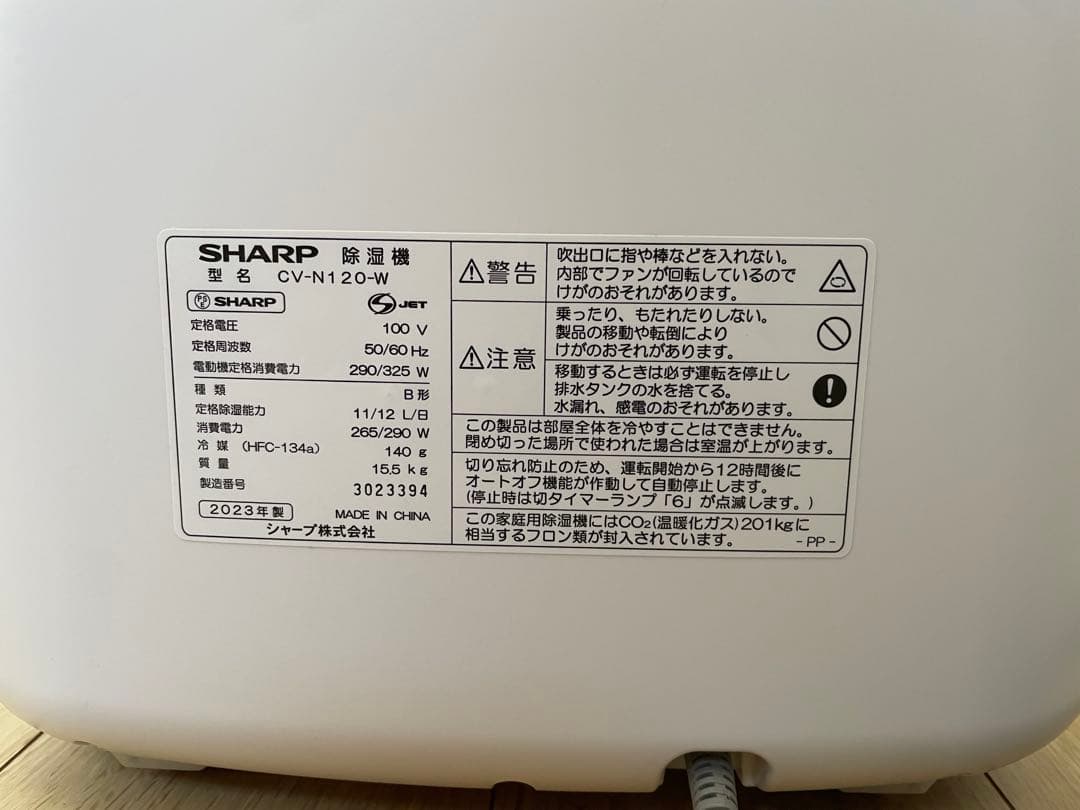 SHARP 除湿機
型名 CV-N120-W
PSE SHARP S JET
定格電圧 100 V
定格周波数 50/60 Hz
電動機定格消費電力 290/325 W
種類 B形
定格除湿能力 11/12 L/日
消費電力 265/290 W
冷媒 (HFC-134a) 140 g
質量 15.5 kg
製造番号 3023394
2023年製 MADE IN CHINA
シャープ株式会社
⚠警告
吹出口に指や棒などを入れない。
内部でファンが回転しているので
けがのおそれがあります。
⚠注意
乗ったり、もたれたりしない。
製品の移動や転倒により
けがのおそれがあります。
移動するときは必ず運転を停止し
排水タンクの水を捨てる。
水漏れ、感電のおそれがあります。
この製品は部屋全体を冷やすことはできません。
閉め切った場所で使われた場合は室温が上がります。
切り忘れ防止のため、運転開始から12時間後に
オートオフ機能が作動して自動停止します。
(停止時は切タイマーランプ「6」が点滅します。)
この家庭用除湿機にはCO₂(温暖化ガス)201kgに
相当するフロン類が封入されています。
- PP -